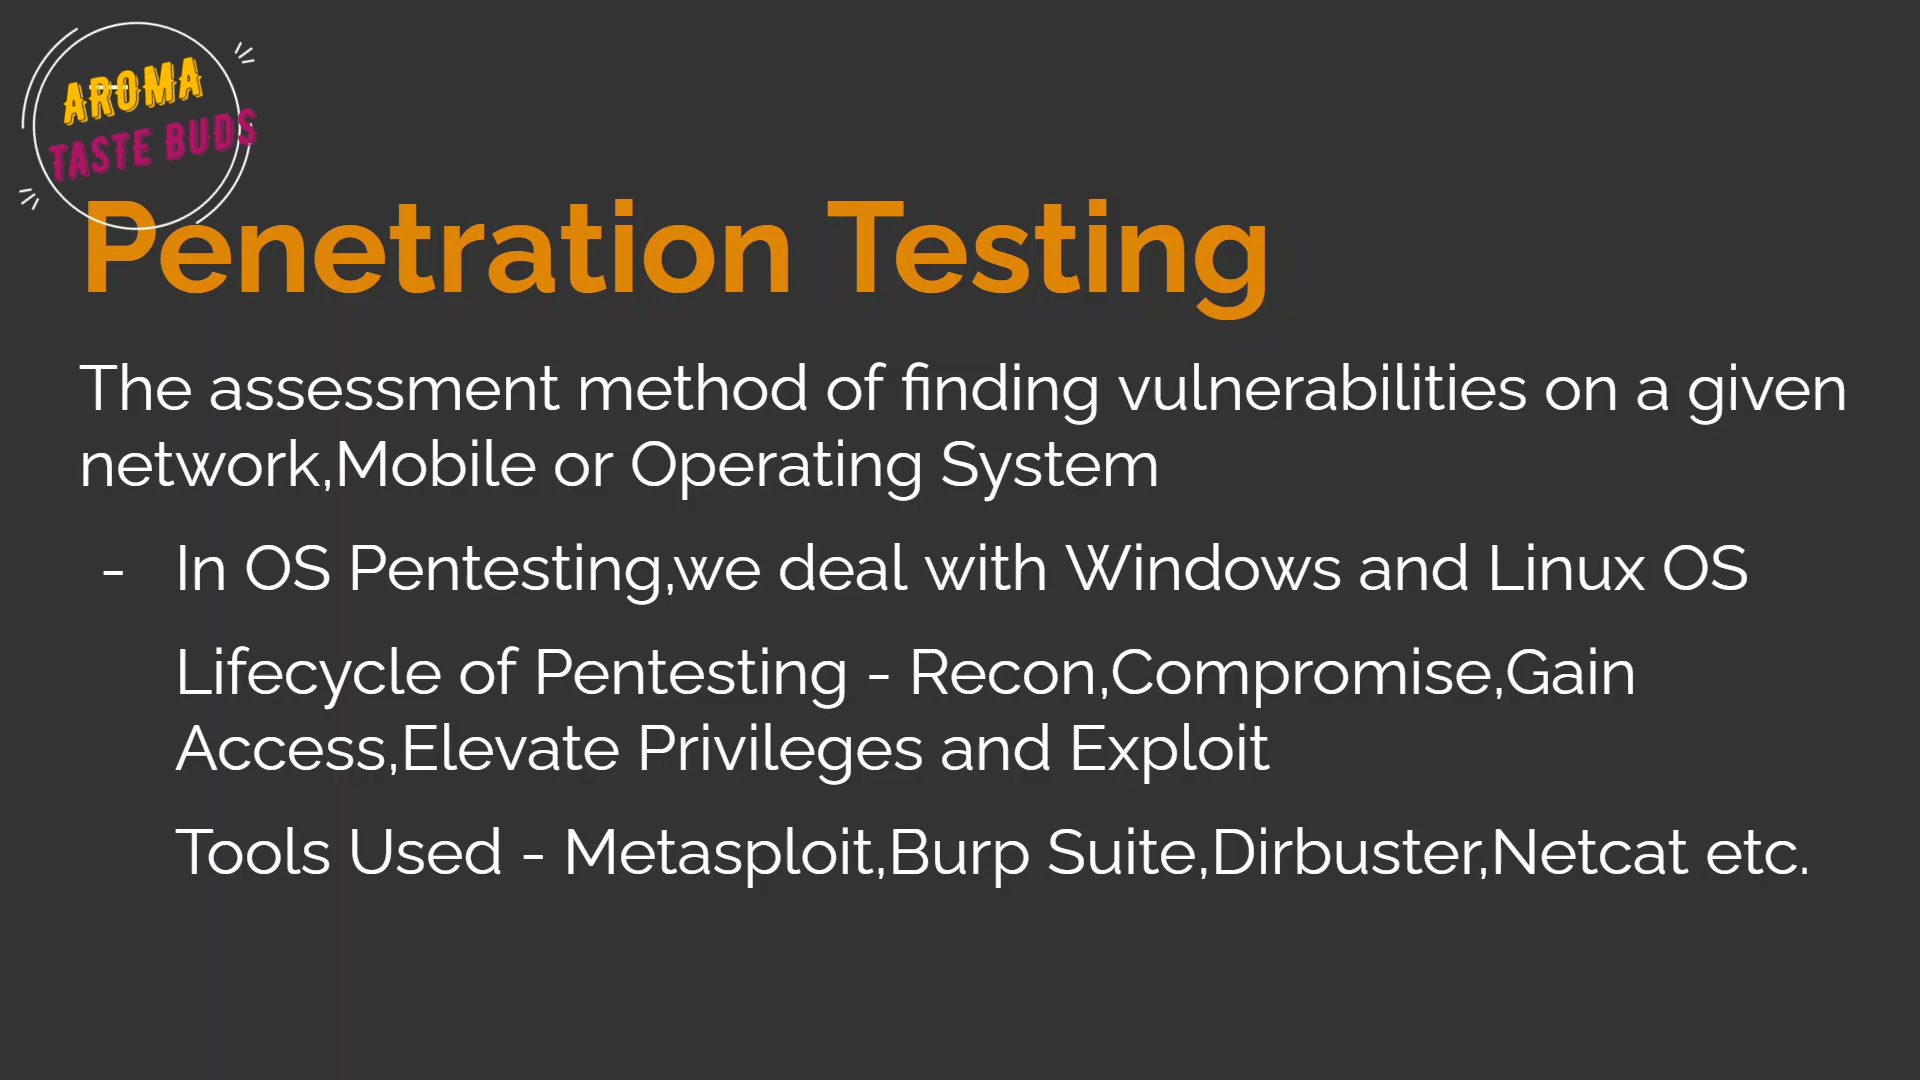 AROMA
TASTE BUDS
Penetration Testing
The assessment method of finding vulnerabilities on a given
network,Mobile or Operating System
- In OS Pentesting,we deal with Windows and Linux OS
Lifecycle of Pentesting - Recon,Compromise,Gain
Access,Elevate Privileges and Exploit
Tools Used - Metasploit,Burp Suite,Dirbuster,Netcat etc.